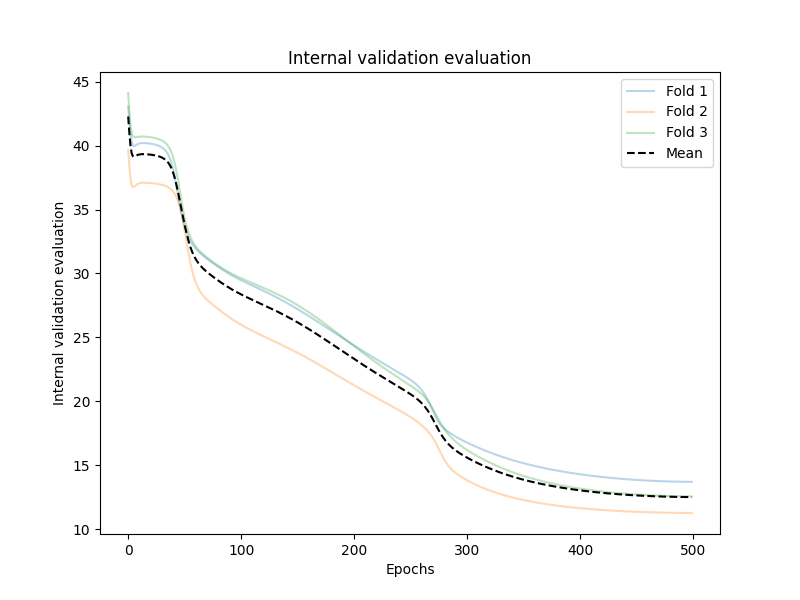 Internal validation evaluation
Fold 1
Fold 2
Fold 3
Mean
Internal validation evaluation
45
40
35
30
25
20
15
10
0 100 200 300 400 500
Epochs